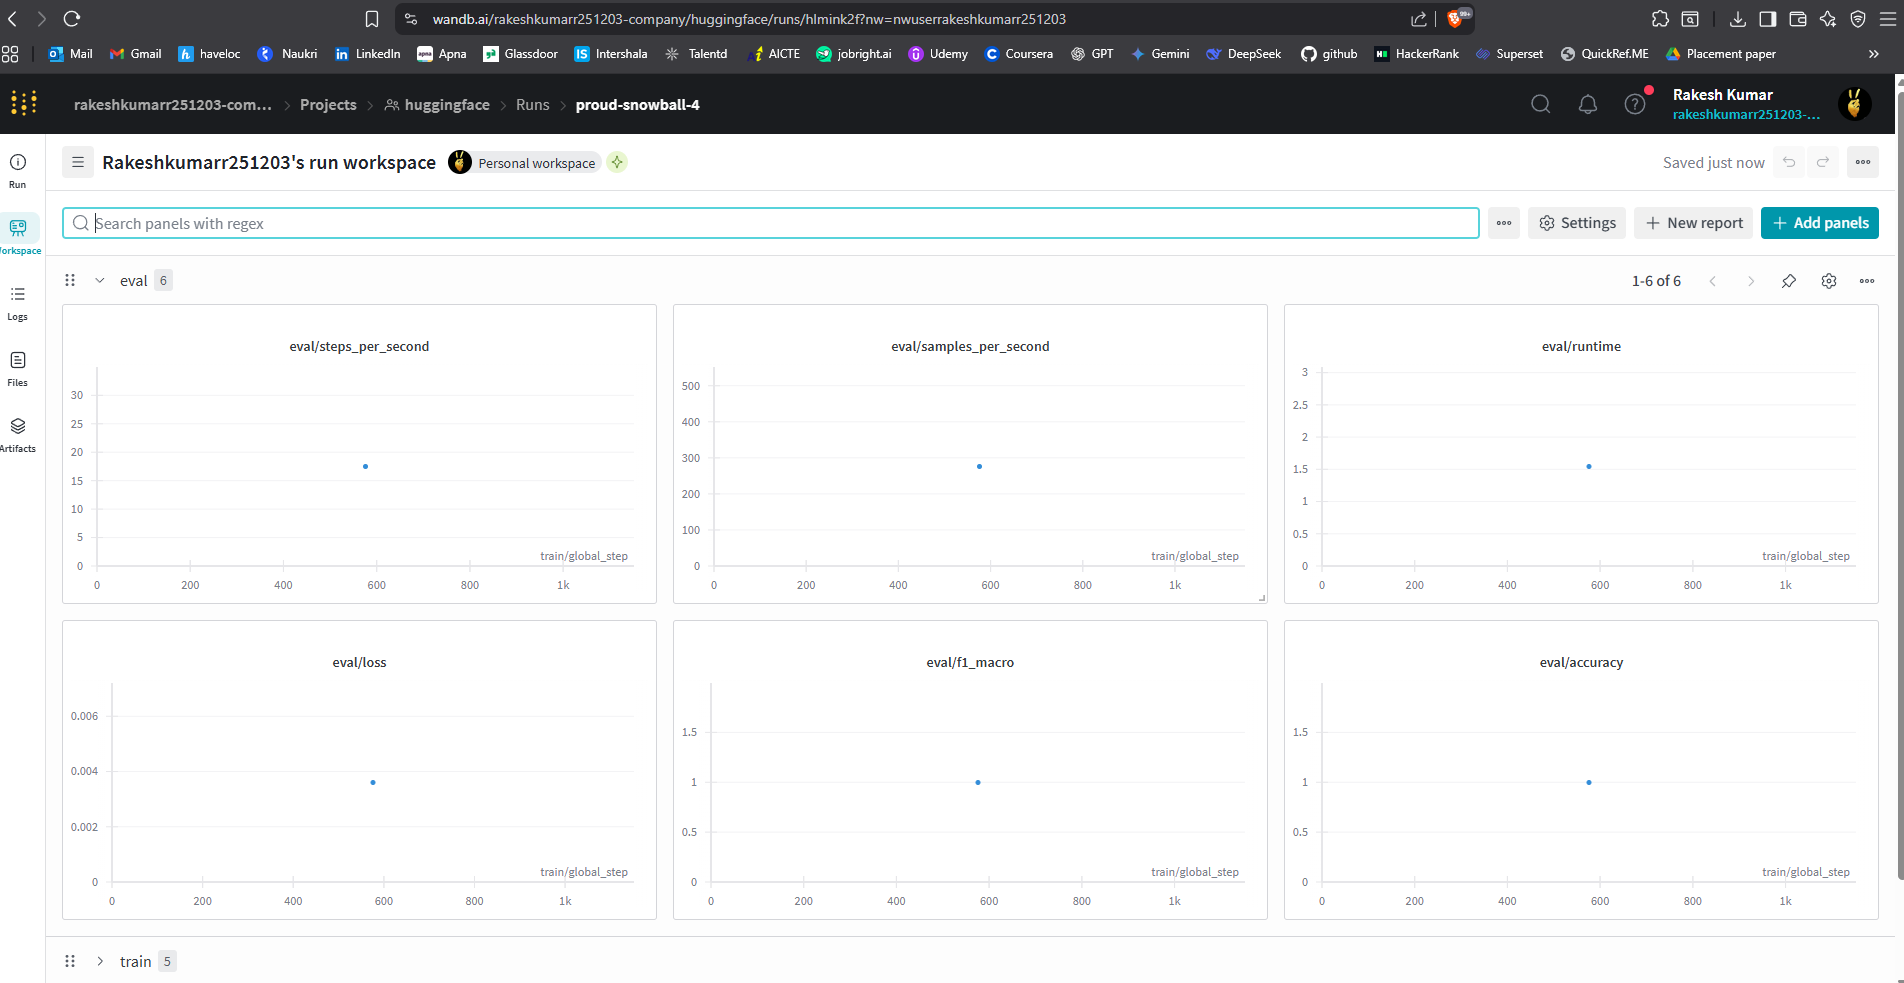 wandb.ai/rakeshkumarr251203-company/huggingface/runs/hlmink2f?nw=nwuserrakeshkumarr251203
99+
Mail Gmail haveloc Naukri LinkedIn Apna Glassdoor Intershala Talentd AICTE jobright.ai Udemy Coursera GPT Gemini DeepSeek github HackerRank Superset QuickRef.ME Placement paper
rakeshkumarr251203-com... Projects huggingface Runs proud-snowball-4
Rakesh Kumar
rakeshkumarr251203-...
Rakeshkumarr251203's run workspace Personal workspace Saved just now
Run
Workspace
Logs
Files
Artifacts
Search panels with regex Settings New report Add panels
eval 6 1-6 of 6
eval/steps_per_second
30
25
20
15
10
5
0
train/global_step
0 200 400 600 800 1k
eval/samples_per_second
500
400
300
200
100
0
train/global_step
0 200 400 600 800 1k
eval/runtime
3
2.5
2
1.5
1
0.5
0
train/global_step
0 200 400 600 800 1k
eval/loss
0.006
0.004
0.002
0
train/global_step
0 200 400 600 800 1k
eval/f1_macro
1.5
1
0.5
0
train/global_step
0 200 400 600 800 1k
eval/accuracy
1.5
1
0.5
0
train/global_step
0 200 400 600 800 1k
train 5